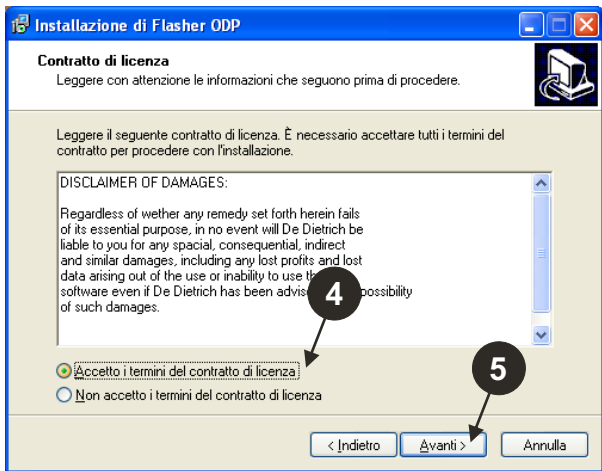 Installazione di Flasher ODP
Contratto di licenza
Leggere con attenzione le informazioni che seguono prima di procedere.
Leggere il seguente contratto di licenza. È necessario accettare tutti i termini del
contratto per procedere con l'installazione.
DISCLAIMER OF DAMAGES:
Regardless of wether any remedy set forth herein fails
of its essential purpose, in no event will De Dietrich be
liable to you for any spacial, consequential, indirect
and similar damages, including any lost profits and lost
data arising out of the use or inability to use
software even if De Dietrich has been possibility
of such damages.
4
Accetto i termini del contratto di licenza
Non accetto i termini del contratto di licenza
5
< Indietro
Avanti >
Annulla